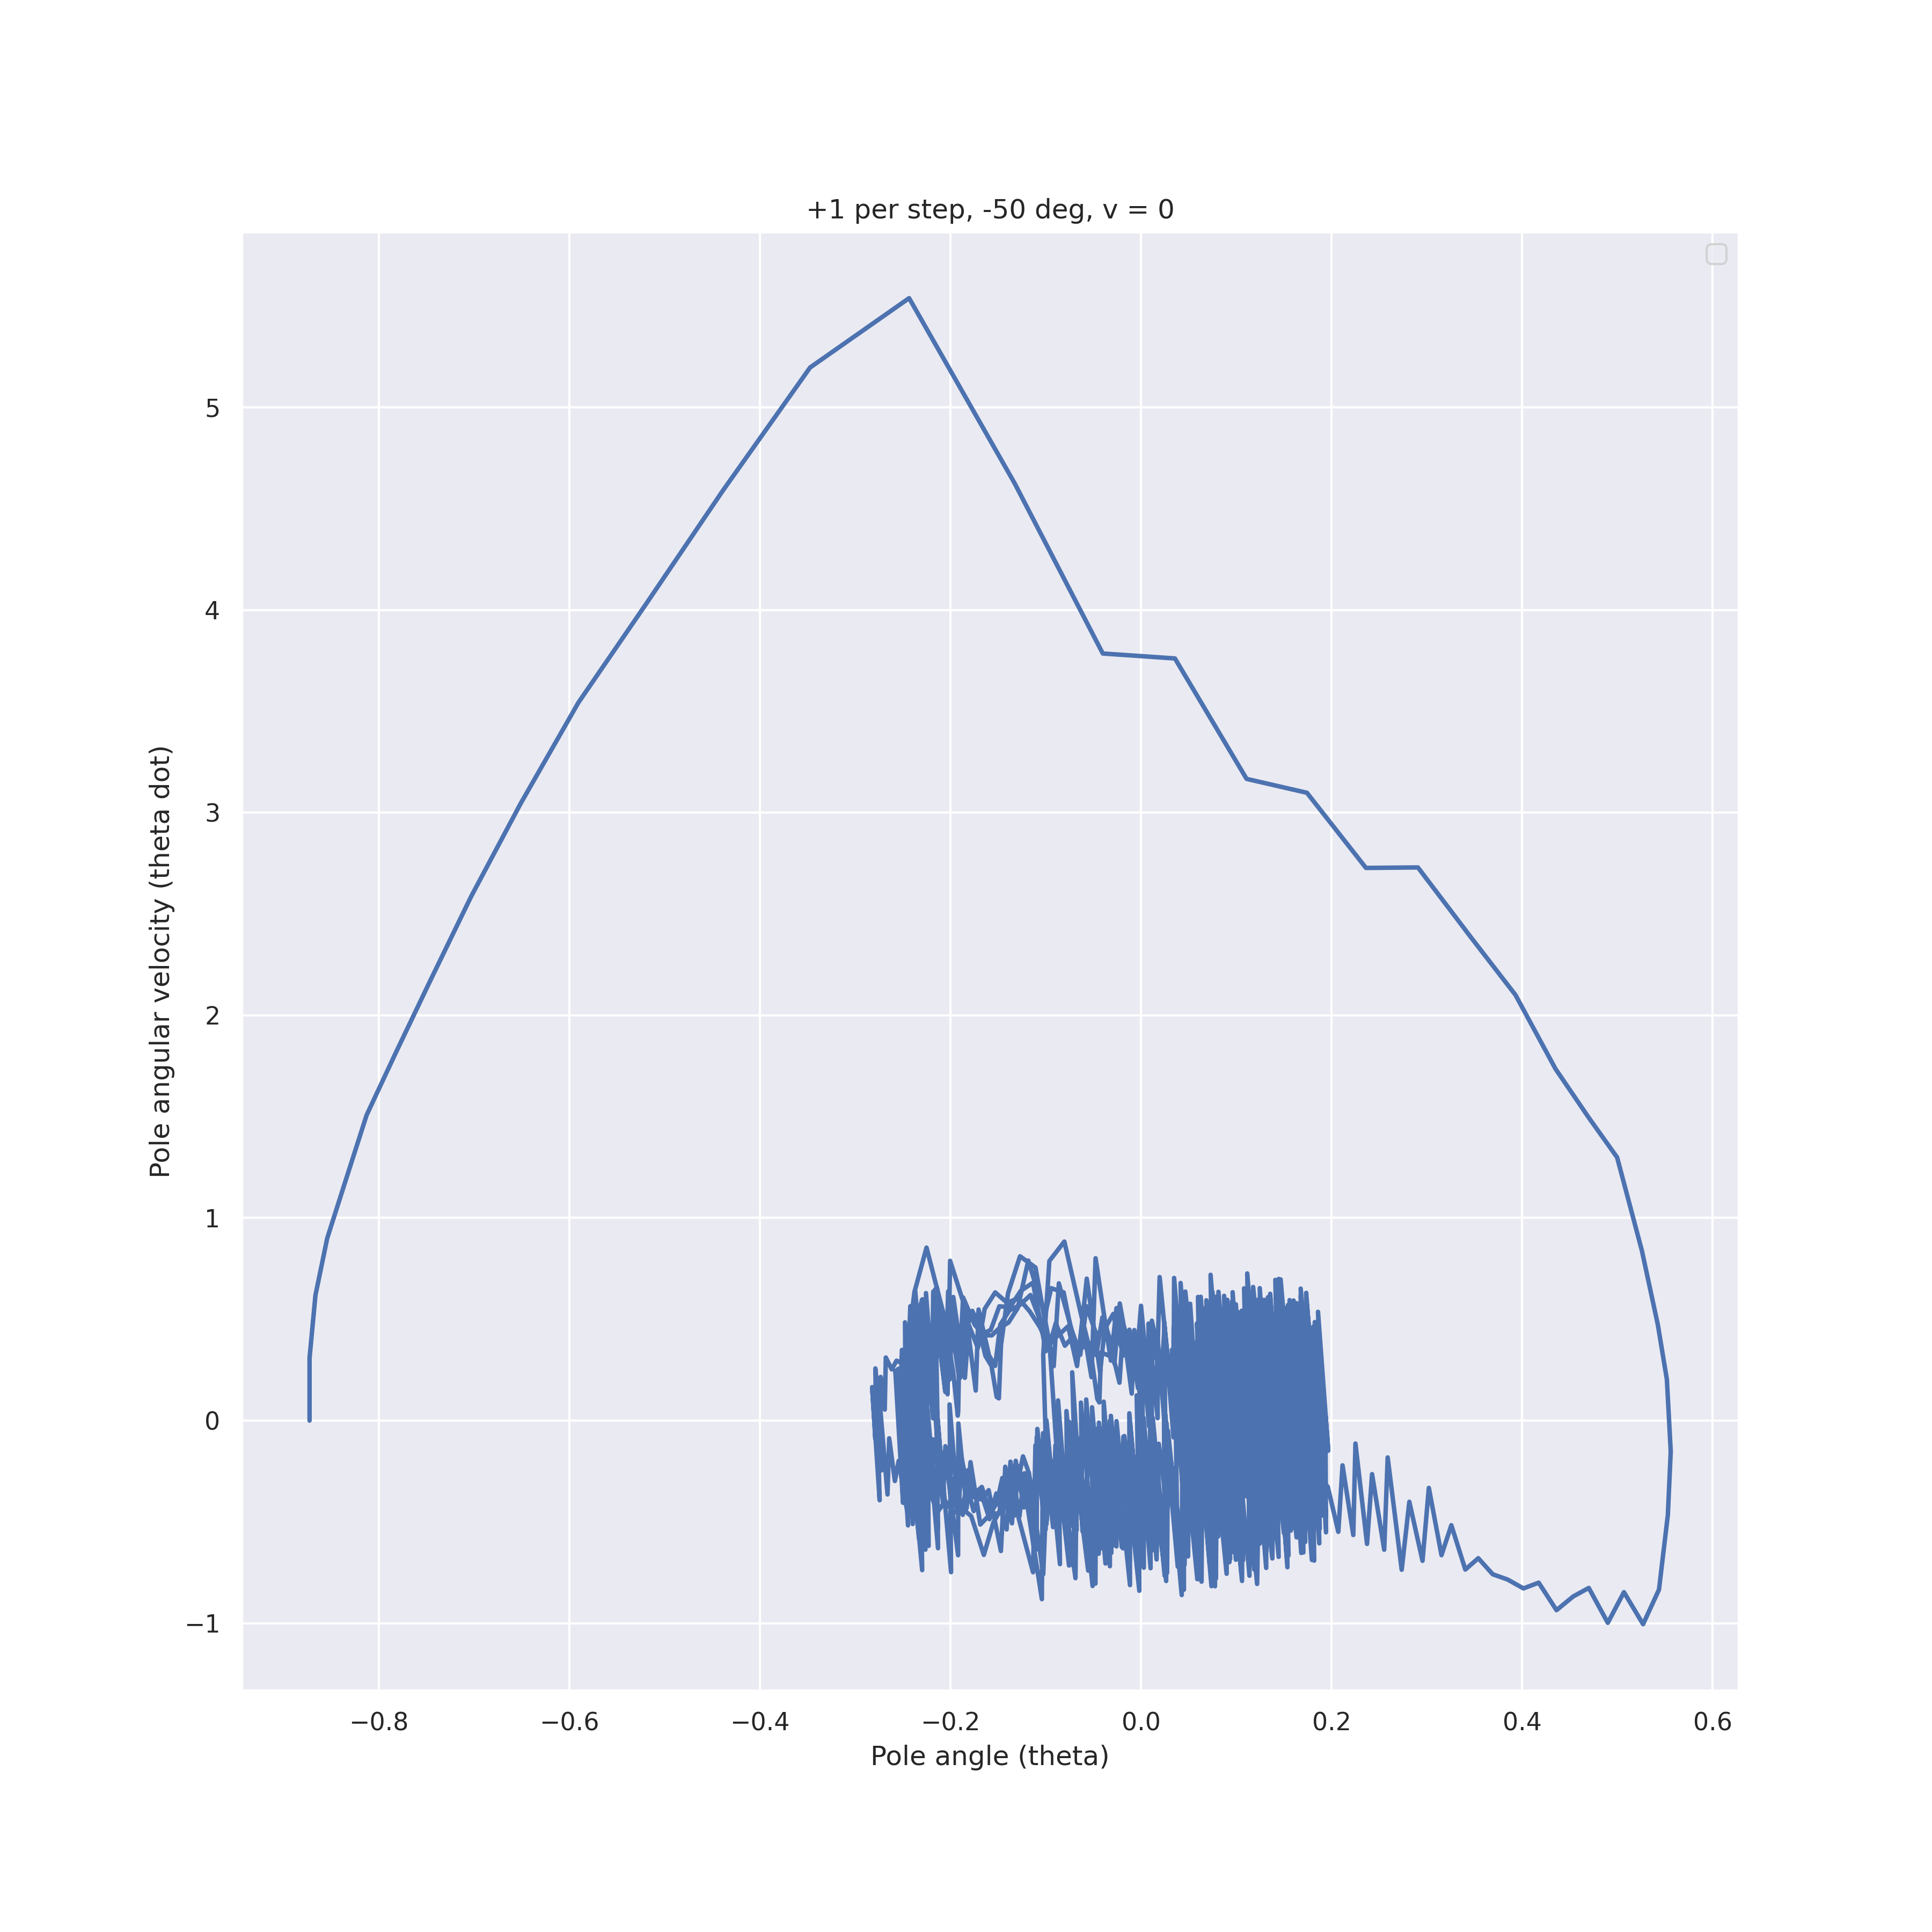 +1 per step, -50 deg, v = 0
5
4
3
2
1
0
−1
Pole angular velocity (theta dot)
−0.8 −0.6 −0.4 −0.2 0.0 0.2 0.4 0.6
Pole angle (theta)